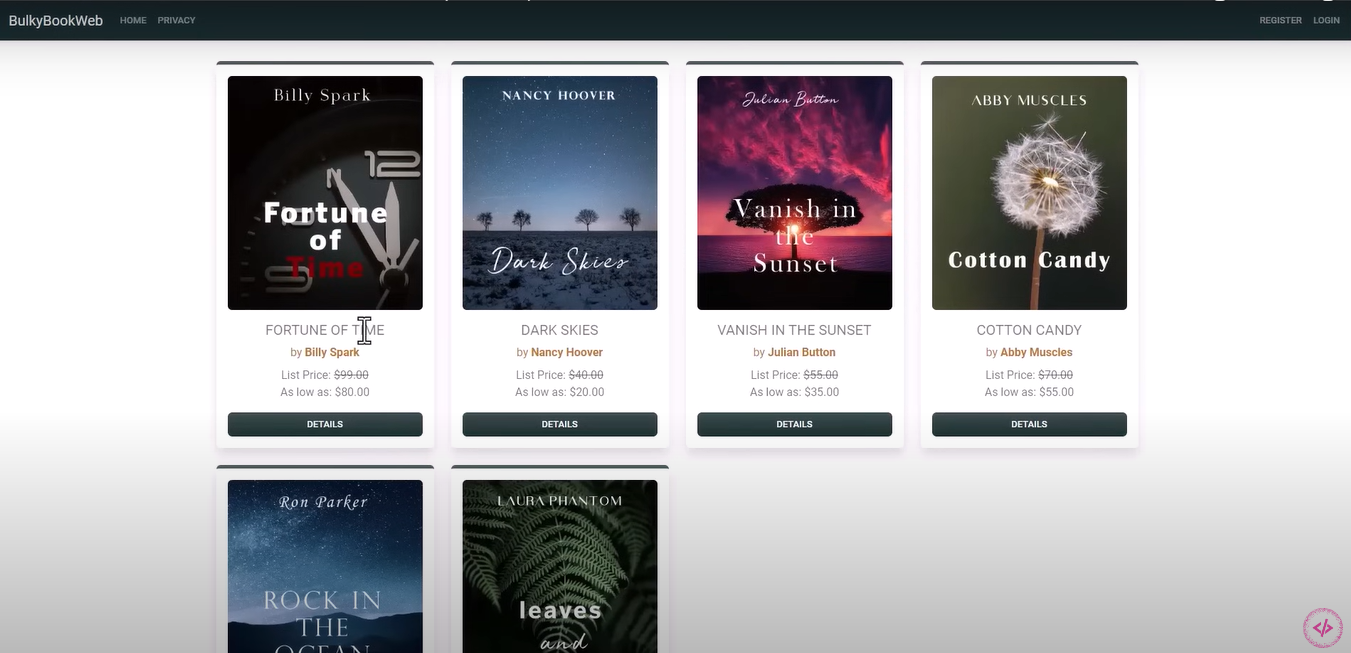 BulkyBookWeb HOME PRIVACY REGISTER LOGIN
Billy Spark
12
Fortune
of
Time
FORTUNE OF TIME
by Billy Spark
List Price: $99.00
As low as: $80.00
DETAILS
NANCY HOOVER
Dark Skies
DARK SKIES
by Nancy Hoover
List Price: $40.00
As low as: $20.00
DETAILS
Julian Button
Vanish in
the
Sunset
VANISH IN THE SUNSET
by Julian Button
List Price: $55.00
As low as: $35.00
DETAILS
ABBY MUSCLES
Cotton Candy
COTTON CANDY
by Abby Muscles
List Price: $70.00
As low as: $55.00
DETAILS
Ron Parker
ROCK IN
THE
OCEAN
LAURA PHANTOM
leaves
and